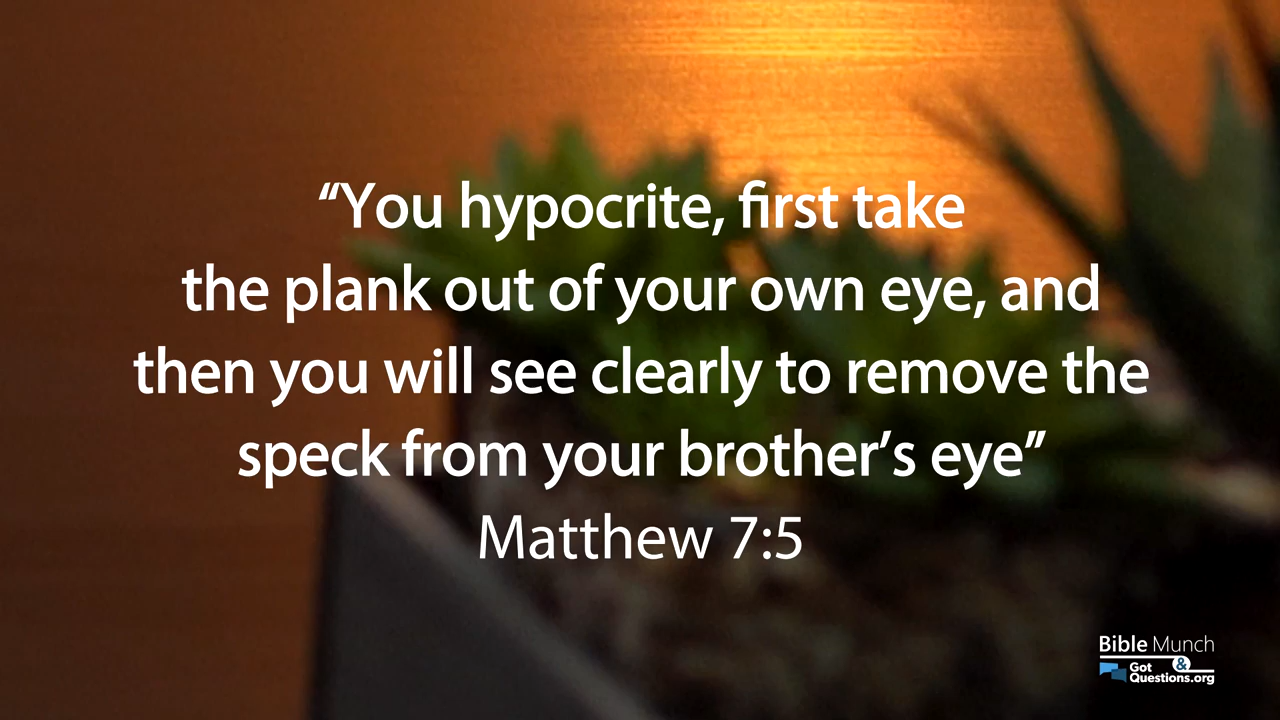 “You hypocrite, first take
the plank out of your own eye, and
then you will see clearly to remove the
speck from your brother’s eye”
Matthew 7:5
Bible Munch
&
Got
Questions.org